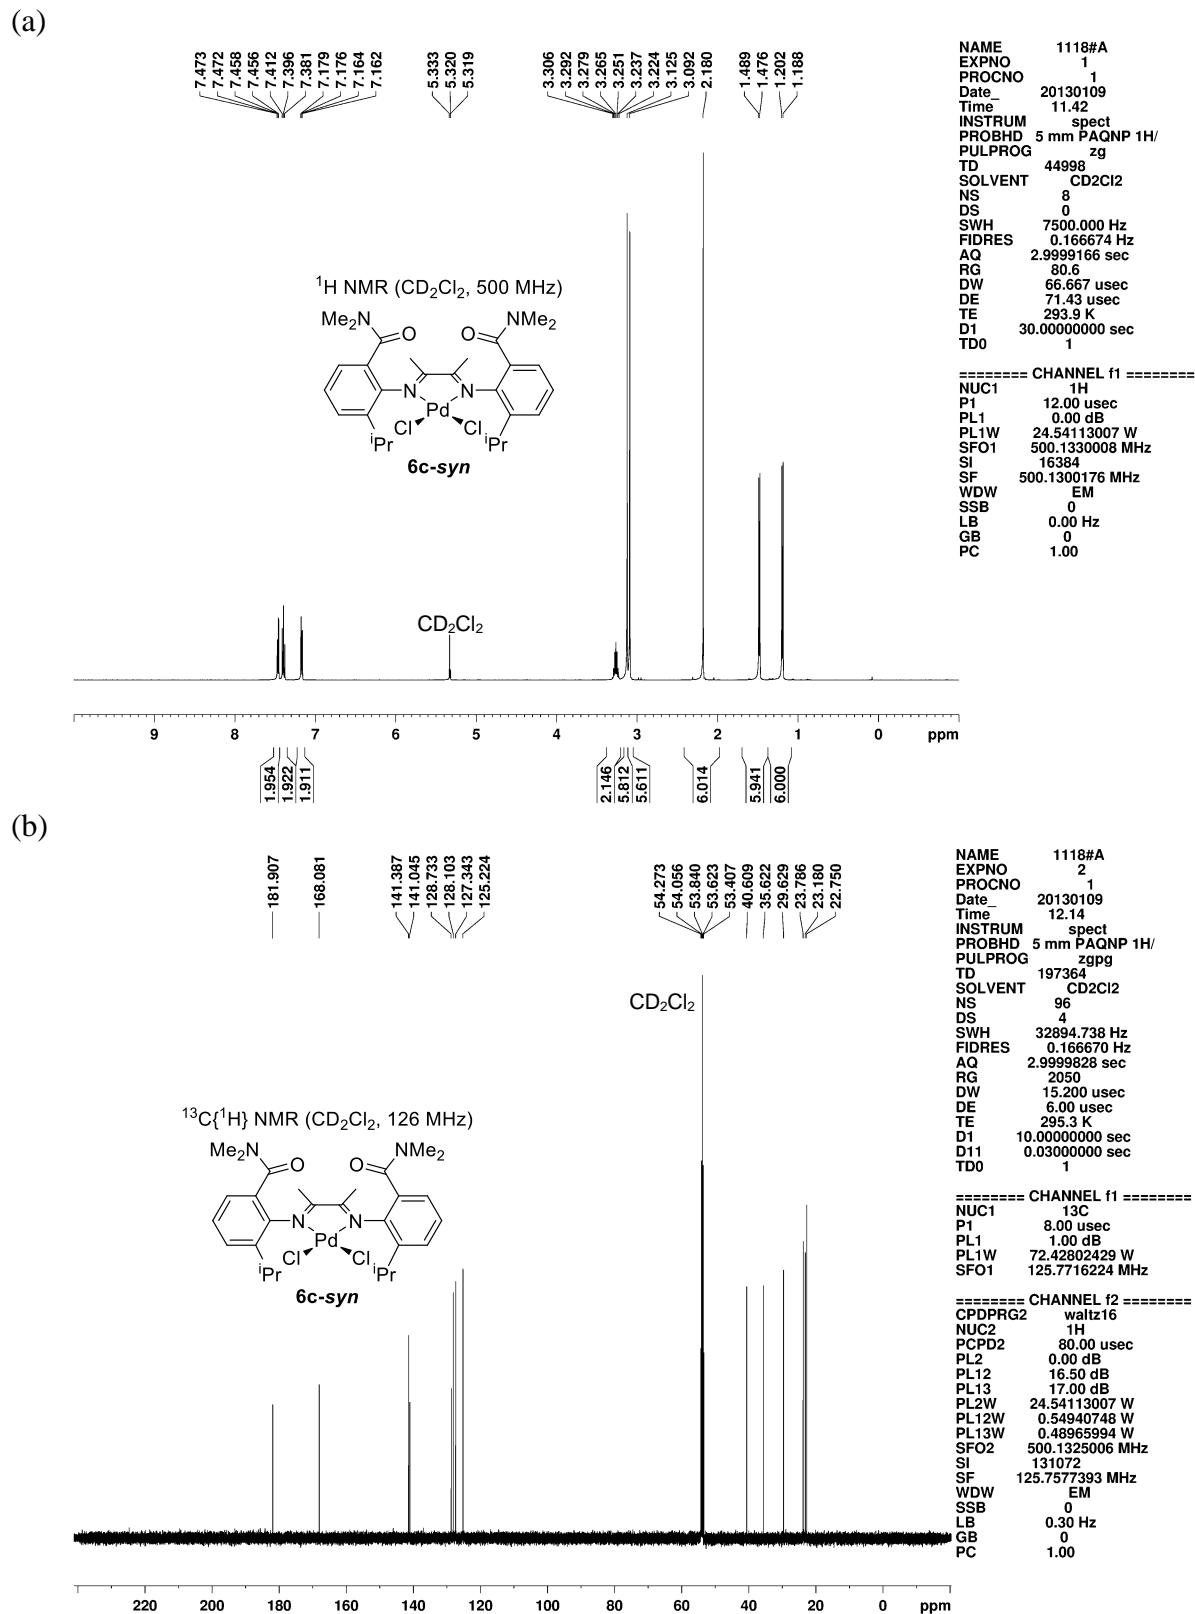 (a)
7.473
7.472
7.458
7.456
7.412
7.396
7.381
7.179
7.176
7.164
7.162
5.333
5.320
5.319
3.306
3.292
3.279
3.265
3.251
3.237
3.224
3.125
3.092
2.180
1.489
1.476
1.202
1.188
NAME 1118#A
EXPNO 1
PROCNO 1
Date_ 20130109
Time 11.42
INSTRUM spect
PROBHD 5 mm PAQNP 1H/
PULPROG zg
TD 44998
SOLVENT CD2Cl2
NS 8
DS 0
SWH 7500.000 Hz
FIDRES 0.166674 Hz
AQ 2.9999166 sec
RG 80.6
DW 66.667 usec
DE 71.43 usec
TE 293.9 K
D1 30.00000000 sec
TD0 1
======== CHANNEL f1 ========
NUC1 1H
P1 12.00 usec
PL1 0.00 dB
PL1W 24.54113007 W
SFO1 500.1330008 MHz
SI 16384
SF 500.1300176 MHz
WDW EM
SSB 0
LB 0.00 Hz
GB 0
PC 1.00
¹H NMR (CD₂Cl₂, 500 MHz)
Me₂N O O NMe₂
N N
Pd
Cl Cl
ⁱPr ⁱPr
6c-syn
CD₂Cl₂
9 8 7 6 5 4 3 2 1 0 ppm
1.954
1.922
1.911
2.146
5.812
5.611
6.014
5.941
6.000
(b)
181.907
168.081
141.387
141.045
128.733
128.103
127.343
125.224
54.273
54.056
53.840
53.623
53.407
40.609
35.622
29.629
23.786
23.180
22.750
NAME 1118#A
EXPNO 2
PROCNO 1
Date_ 20130109
Time 12.14
INSTRUM spect
PROBHD 5 mm PAQNP 1H/
PULPROG zgpg
TD 197364
SOLVENT CD2Cl2
NS 96
DS 4
SWH 32894.738 Hz
FIDRES 0.166670 Hz
AQ 2.9999828 sec
RG 2050
DW 15.200 usec
DE 6.00 usec
TE 295.3 K
D1 10.00000000 sec
D11 0.03000000 sec
TD0 1
======== CHANNEL f1 ========
NUC1 13C
P1 8.00 usec
PL1 1.00 dB
PL1W 72.42802429 W
SFO1 125.7716224 MHz
======== CHANNEL f2 ========
CPDPRG2 waltz16
NUC2 1H
PCPD2 80.00 usec
PL2 0.00 dB
PL12 16.50 dB
PL13 17.00 dB
PL2W 24.54113007 W
PL12W 0.54940748 W
PL13W 0.48965994 W
SFO2 500.1325006 MHz
SI 131072
SF 125.7577393 MHz
WDW EM
SSB 0
LB 0.30 Hz
GB 0
PC 1.00
CD₂Cl₂
¹³C{¹H} NMR (CD₂Cl₂, 126 MHz)
Me₂N O O NMe₂
N N
Pd
Cl Cl
ⁱPr ⁱPr
6c-syn
220 200 180 160 140 120 100 80 60 40 20 0 ppm